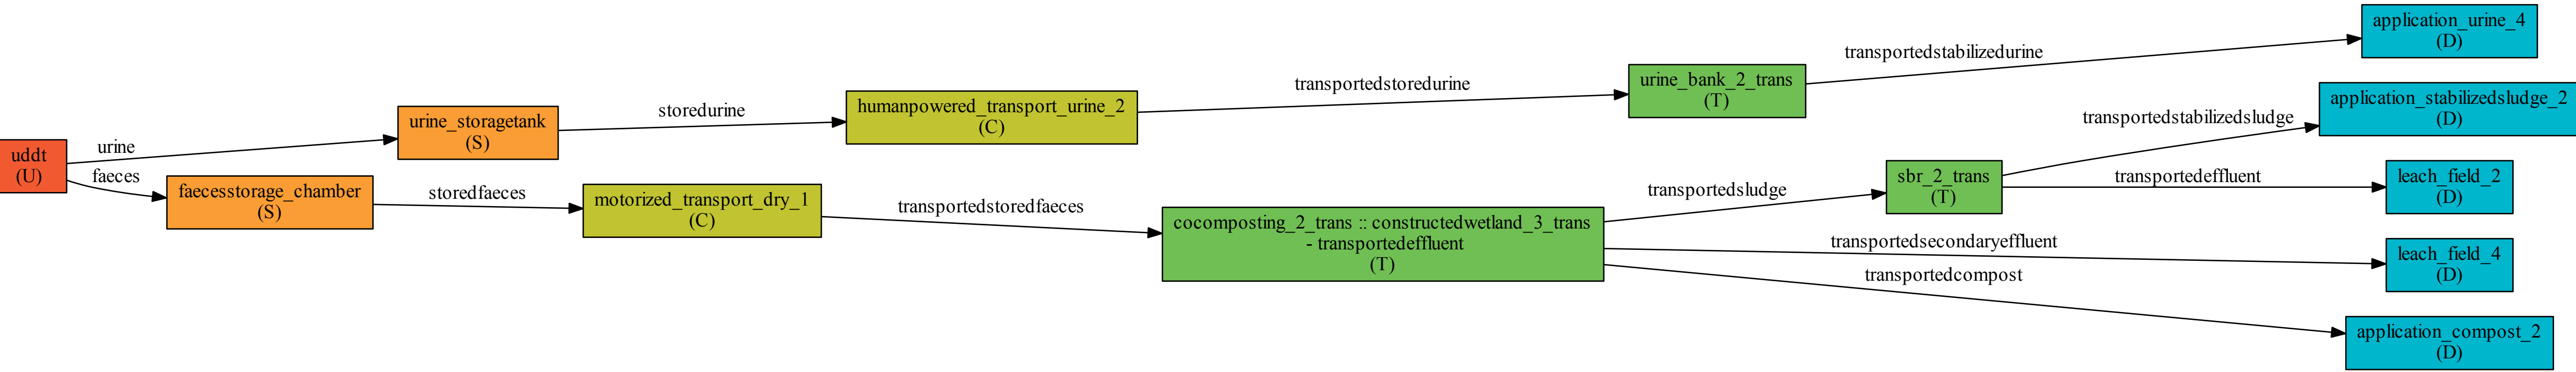 uddt
(U)
urine
faeces
urine_storagetank
(S)
faecesstorage_chamber
(S)
storedurine
storedfaeces
humanpowered_transport_urine_2
(C)
motorized_transport_dry_1
(C)
transportedstoredurine
transportedstoredfaeces
urine_bank_2_trans
(T)
cocomposting_2_trans :: constructedwetland_3_trans
- transportedeffluent
(T)
transportedstabilizedurine
transportedsludge
sbr_2_trans
(T)
transportedstabilizedsludge
transportedeffluent
transportedsecondaryeffluent
transportedcompost
application_urine_4
(D)
application_stabilizedsludge_2
(D)
leach_field_2
(D)
leach_field_4
(D)
application_compost_2
(D)